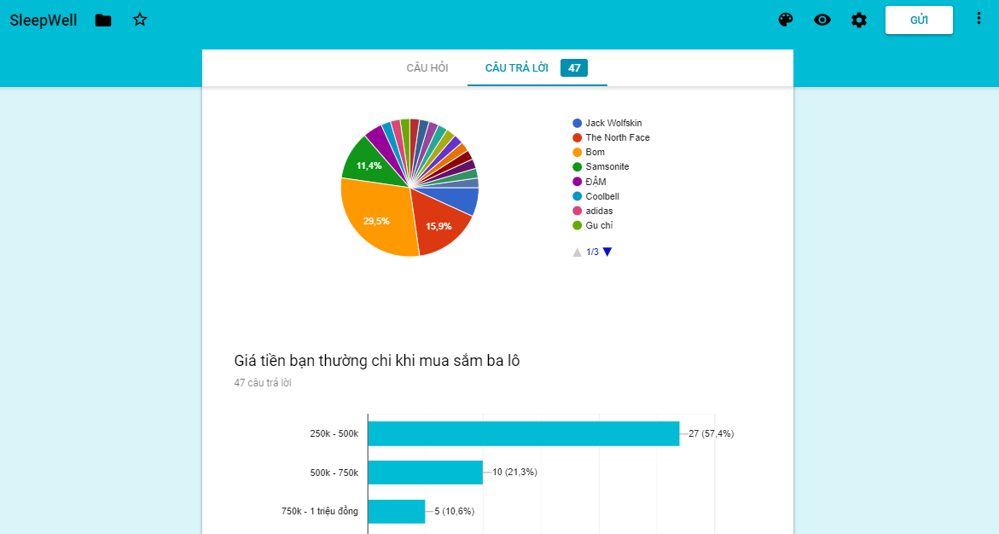 SleepWell
GỬI
CÂU HỎI
CÂU TRẢ LỜI 47
11,4%
29,5%
15,9%
Jack Wolfskin
The North Face
Bom
Samsonite
ĐẬM
Coolbell
adidas
Gu chỉ
1/3
Giá tiền bạn thường chi khi mua sắm ba lô
47 câu trả lời
250k - 500k 27 (57,4%)
500k - 750k 10 (21,3%)
750k - 1 triệu đồng 5 (10,6%)